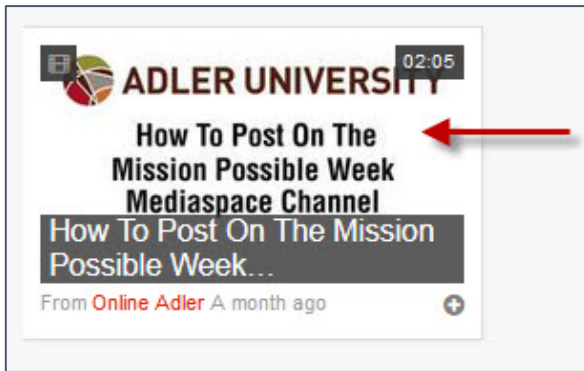 02:05
ADLER UNIVERSITY
How To Post On The
Mission Possible Week
Mediaspace Channel
How To Post On The Mission
Possible Week...
From Online Adler A month ago